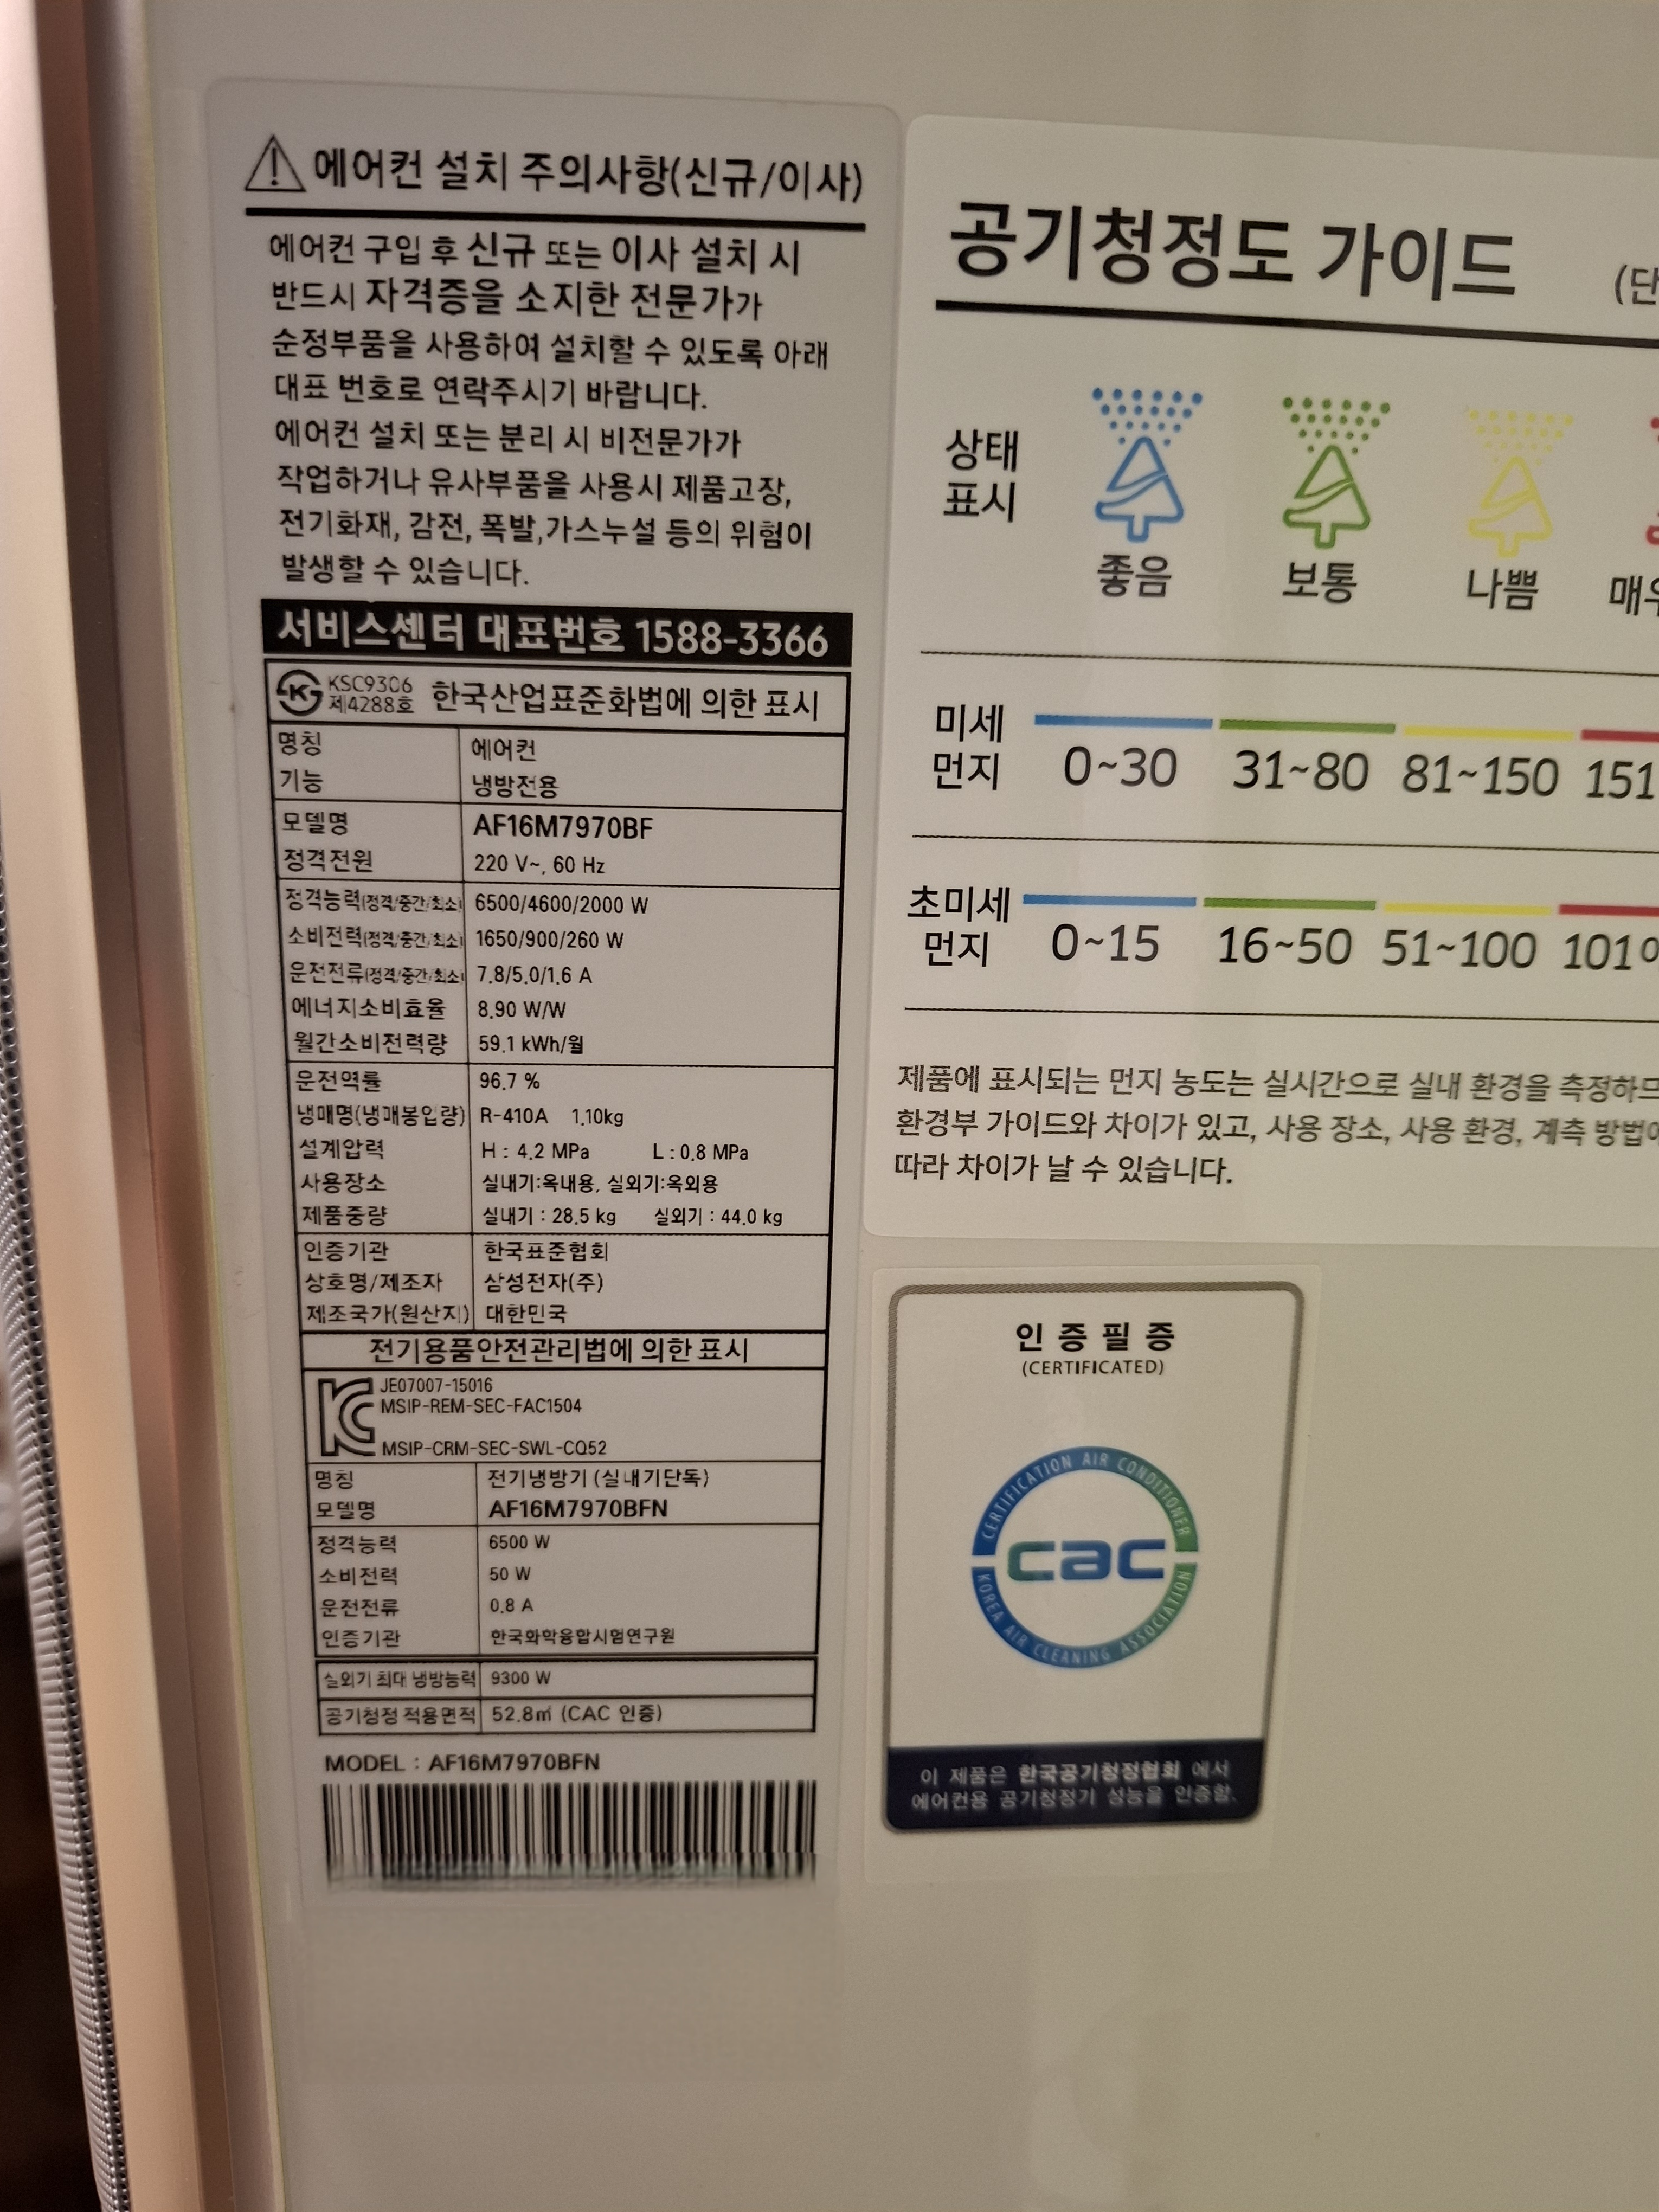 에어컨 설치 주의사항(신규/이사)
에어컨 구입 후 신규 또는 이사 설치 시
반드시 자격증을 소지한 전문가가
순정부품을 사용하여 설치할 수 있도록 아래
대표 번호로 연락주시기 바랍니다.
에어컨 설치 또는 분리 시 비전문가가
작업하거나 유사부품을 사용시 제품고장,
전기화재, 감전, 폭발,가스누설 등의 위험이
발생할 수 있습니다.
서비스센터 대표번호 1588-3366
KSC9306
제4288호 한국산업표준화법에 의한 표시
명칭 에어컨
기능 냉방전용
모델명 AF16M7970BF
정격전원 220 V~, 60 Hz
정격능력(정격/중간/최소) 6500/4600/2000 W
소비전력(정격/중간/최소) 1650/900/260 W
운전전류(정격/중간/최소) 7.8/5.0/1.6 A
에너지소비효율 8.90 W/W
월간소비전력량 59.1 kWh/월
운전역률 96.7 %
냉매명(냉매봉입량) R-410A 1.10kg
설계압력 H : 4.2 MPa L : 0.8 MPa
사용장소 실내기:옥내용, 실외기:옥외용
제품중량 실내기 : 28.5 kg 실외기 : 44.0 kg
인증기관 한국표준협회
상호명/제조자 삼성전자(주)
제조국가(원산지) 대한민국
전기용품안전관리법에 의한 표시
JE07007-15016
MSIP-REM-SEC-FAC1504
MSIP-CRM-SEC-SWL-CQ52
명칭 전기냉방기 (실내기단독)
모델명 AF16M7970BFN
정격능력 6500 W
소비전력 50 W
운전전류 0.8 A
인증기관 한국화학융합시험연구원
실외기 최대 냉방능력 9300 W
공기청정 적용면적 52.8㎡ (CAC 인증)
MODEL : AF16M7970BFN
공기청정도 가이드 (단
상태
표시
좋음 보통 나쁨
미세
먼지 0~30 31~80 81~150 151
초미세
먼지 0~15 16~50 51~100 101
제품에 표시되는 먼지 농도는 실시간으로 실내 환경을 측정하므
환경부 가이드와 차이가 있고, 사용 장소, 사용 환경, 계측 방법에
따라 차이가 날 수 있습니다.
인 증 필 증
(CERTIFICATED)
CERTIFICATION AIR CONDITIONER
cac
KOREA AIR CLEANING ASSOCIATION
이 제품은 한국공기청정협회 에서
에어컨용 공기청정기 성능을 인증함.